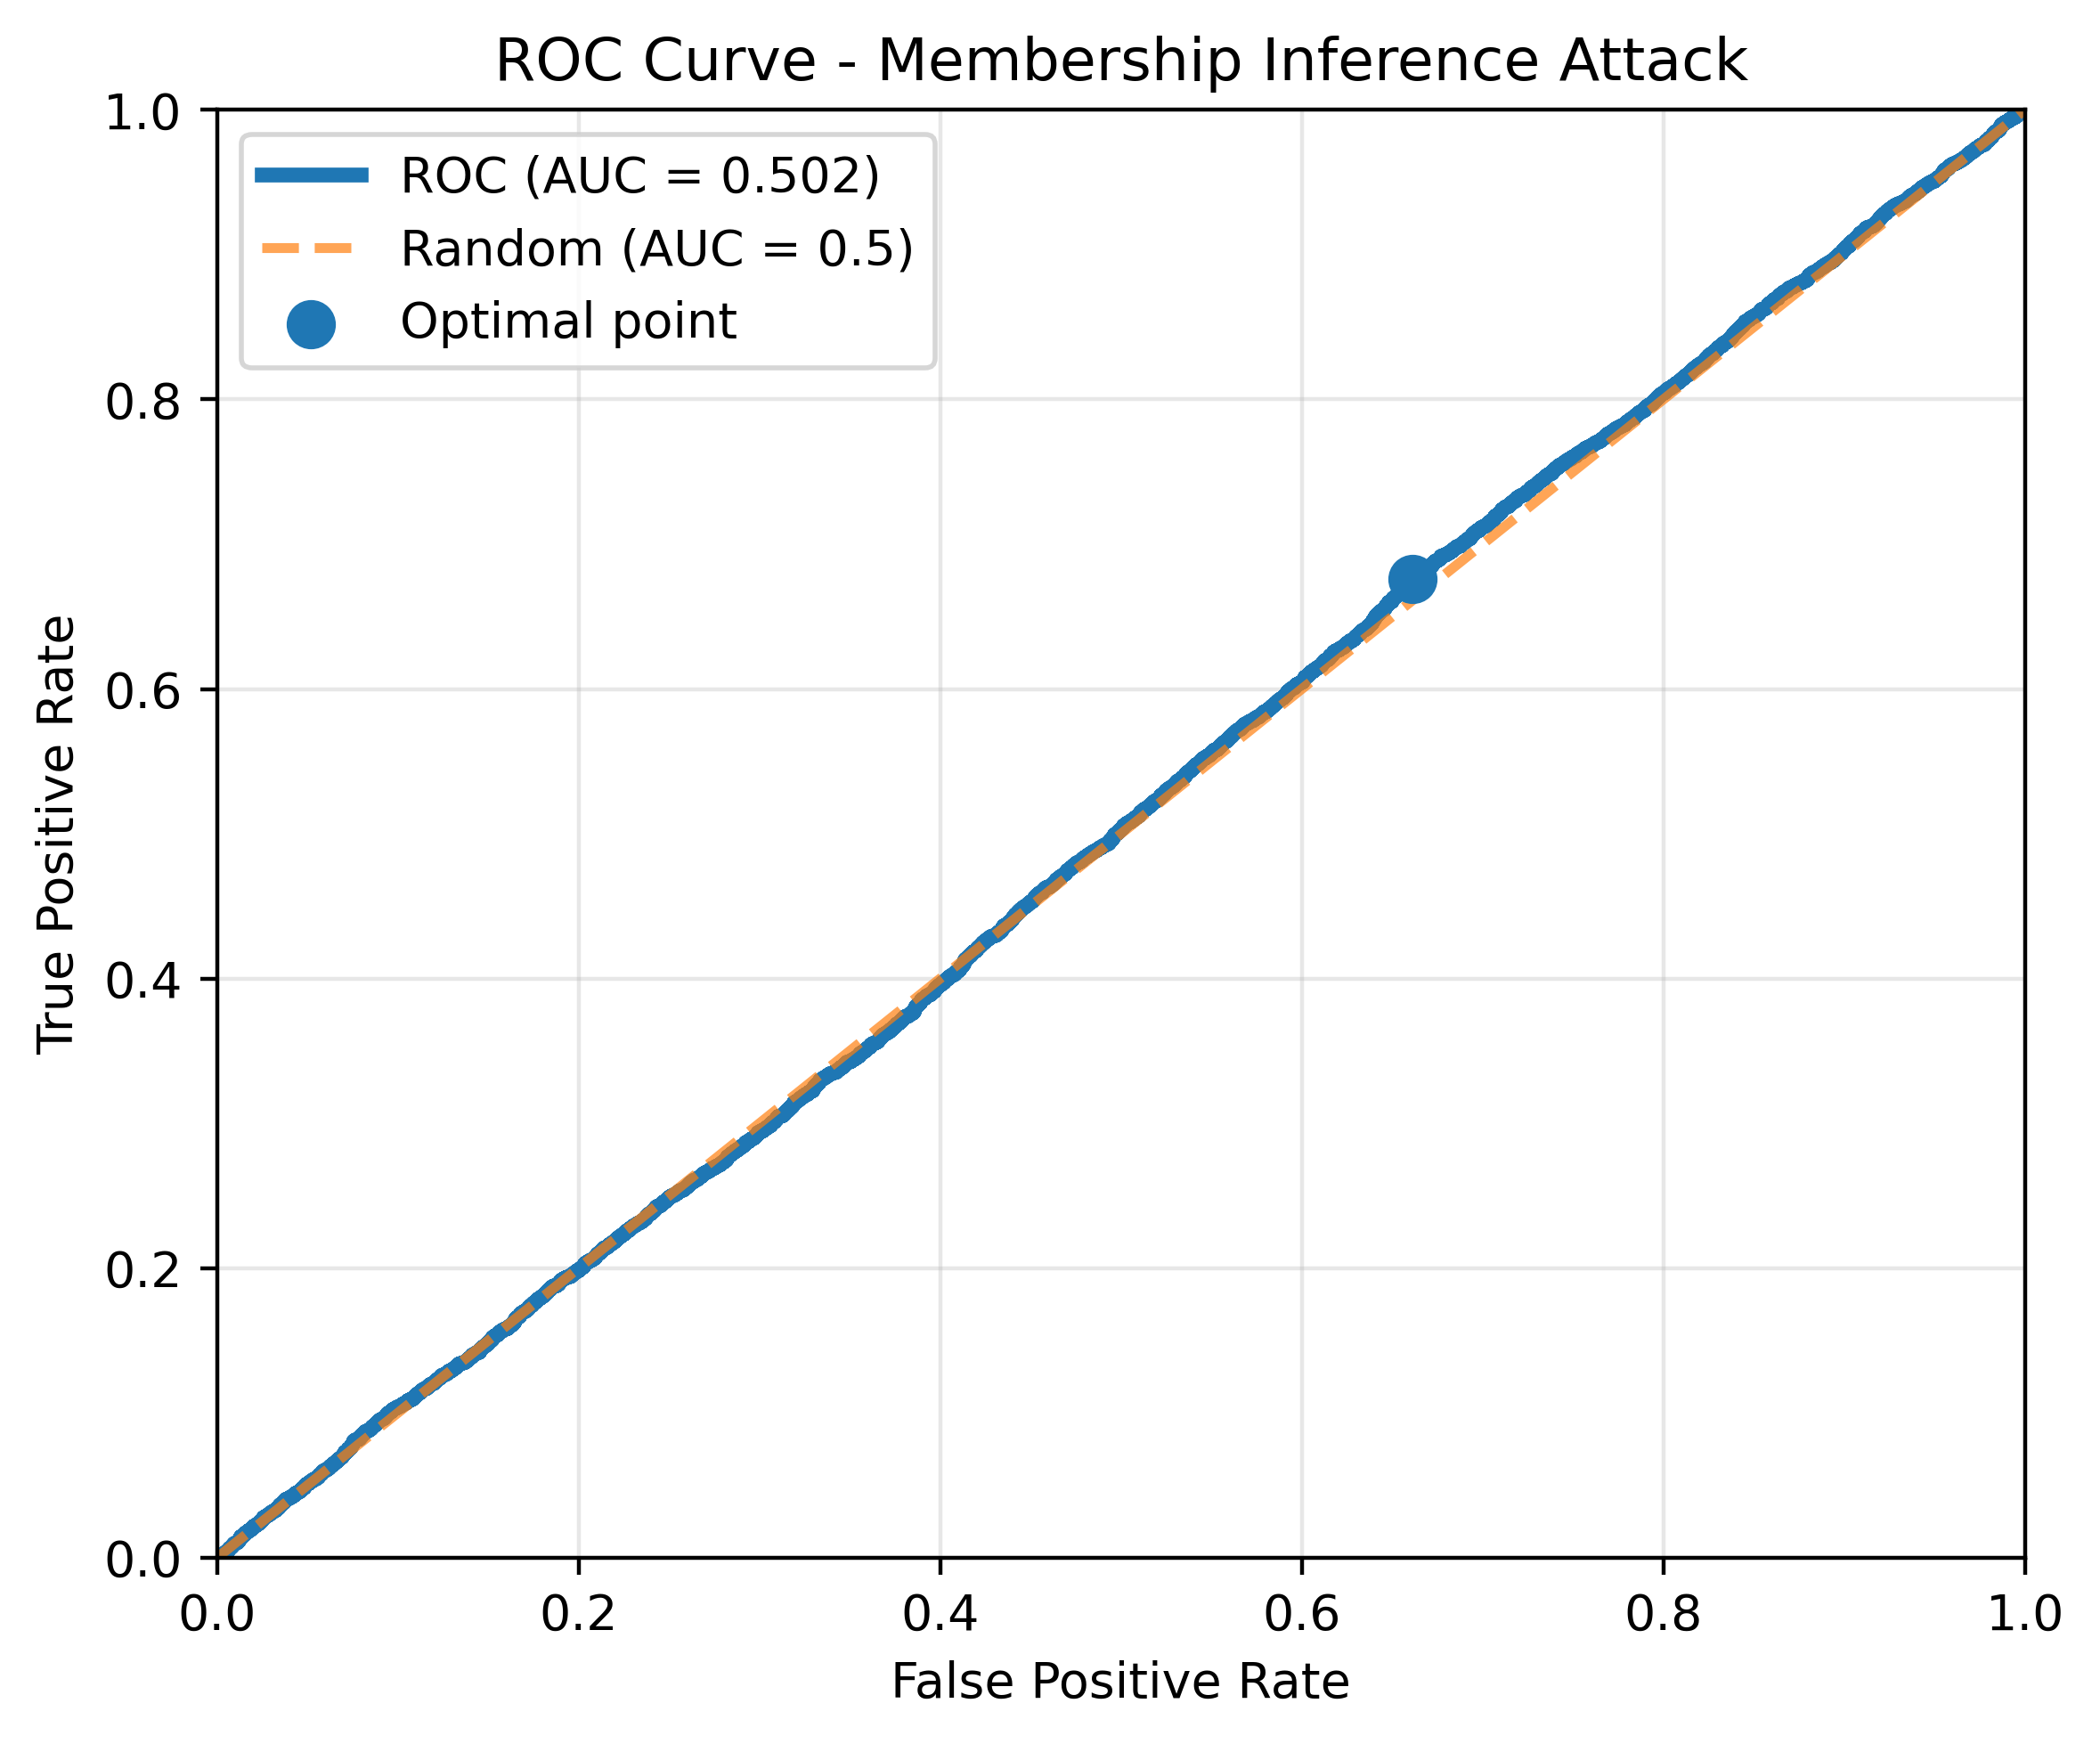 ROC Curve - Membership Inference Attack
ROC (AUC = 0.502)
Random (AUC = 0.5)
Optimal point
True Positive Rate
1.0
0.8
0.6
0.4
0.2
0.0
0.0 0.2 0.4 0.6 0.8 1.0
False Positive Rate